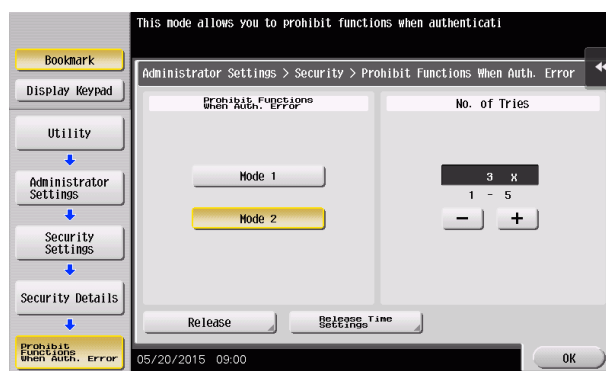 This mode allows you to prohibit functions when authenticati
Bookmark
Display Keypad
Utility
Administrator
Settings
Security
Settings
Security Details
Prohibit
Functions
When Auth. Error
Administrator Settings > Security > Prohibit Functions When Auth. Error
Prohibit Functions
When Auth. Error
Mode 1
Mode 2
No. of Tries
3 X
1 - 5
− +
Release
Release Time
Settings
05/20/2015 09:00
OK